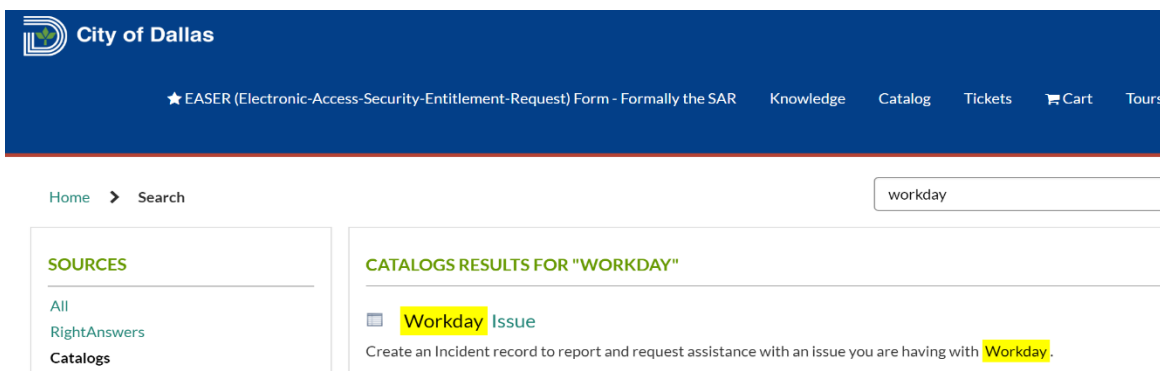 City of Dallas
EASER (Electronic-Access-Security-Entitlement-Request) Form - Formally the SAR Knowledge Catalog Tickets Cart Tours
Home Search
workday
SOURCES
All
RightAnswers
Catalogs
CATALOGS RESULTS FOR "WORKDAY"
Workday Issue
Create an Incident record to report and request assistance with an issue you are having with Workday.